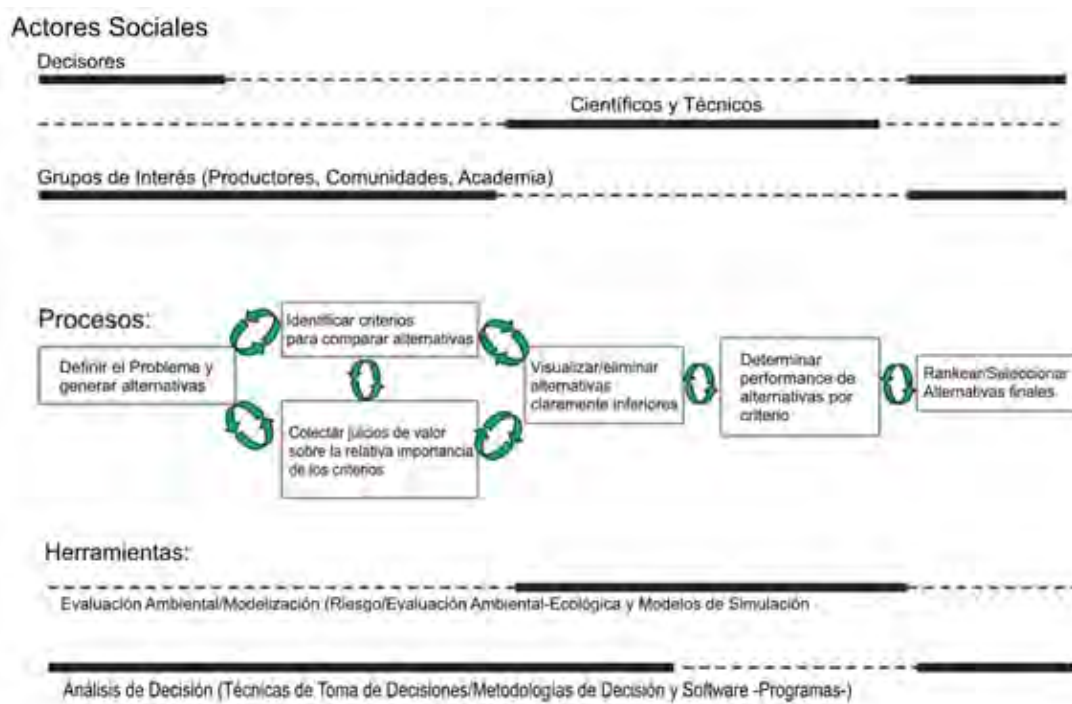 Actores Sociales
Decisores
Científicos y Técnicos
Grupos de Interés (Productores, Comunidades, Academia)
Procesos:
Definir el Problema y
generar alternativas
Identificar criterios
para comparar alternativas
Colectar juicios de valor
sobre la relativa importancia
de los criterios
Visualizar/eliminar
alternativas
claramente inferiores
Determinar
performance de
alternativas por
criterio
Rankear/Seleccionar
Alternativas finales
Herramientas:
Evaluación Ambiental/Modelización (Riesgo/Evaluación Ambiental-Ecológica y Modelos de Simulación
Análisis de Decisión (Técnicas de Toma de Decisiones/Metodologías de Decisión y Software -Programas-)